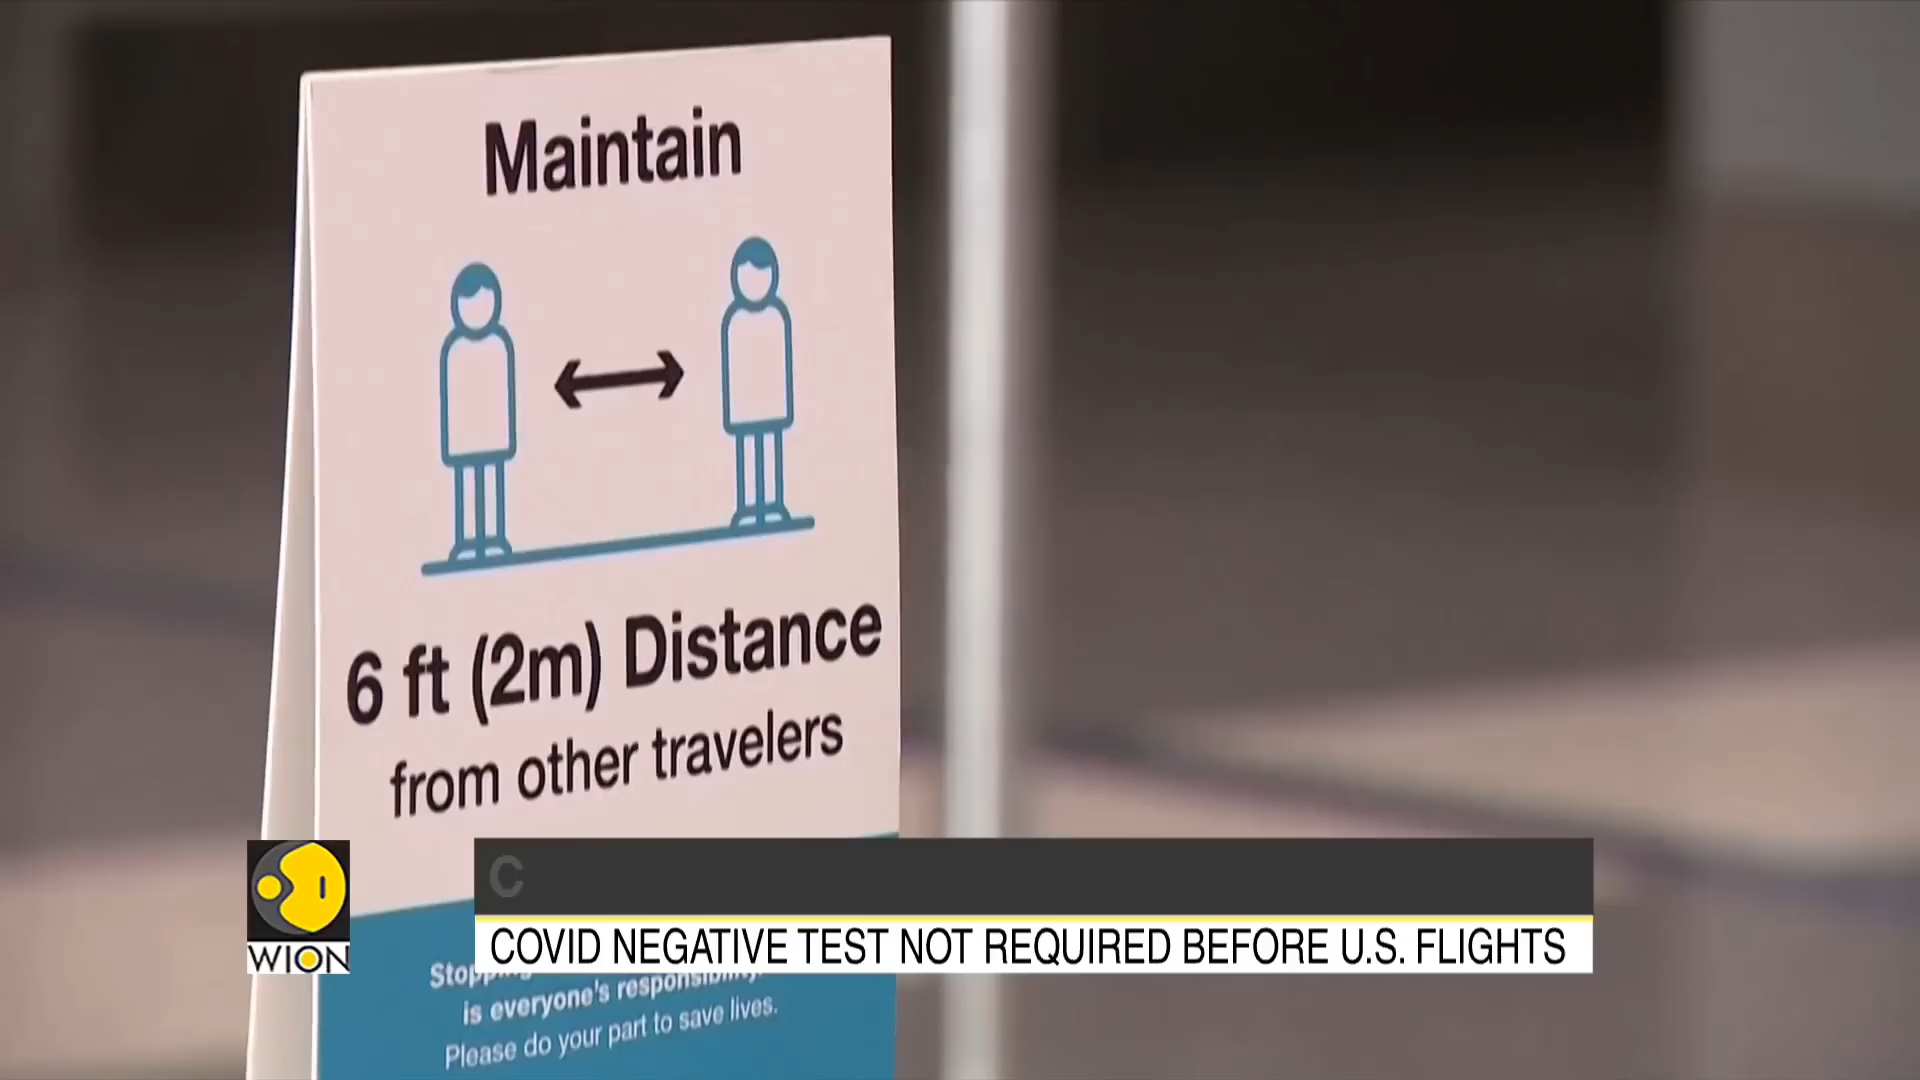 Maintain
6 ft (2m) Distance
from other travelers
C
WION
COVID NEGATIVE TEST NOT REQUIRED BEFORE U.S. FLIGHTS
is everyone's responsibility.
Please do your part to save lives.